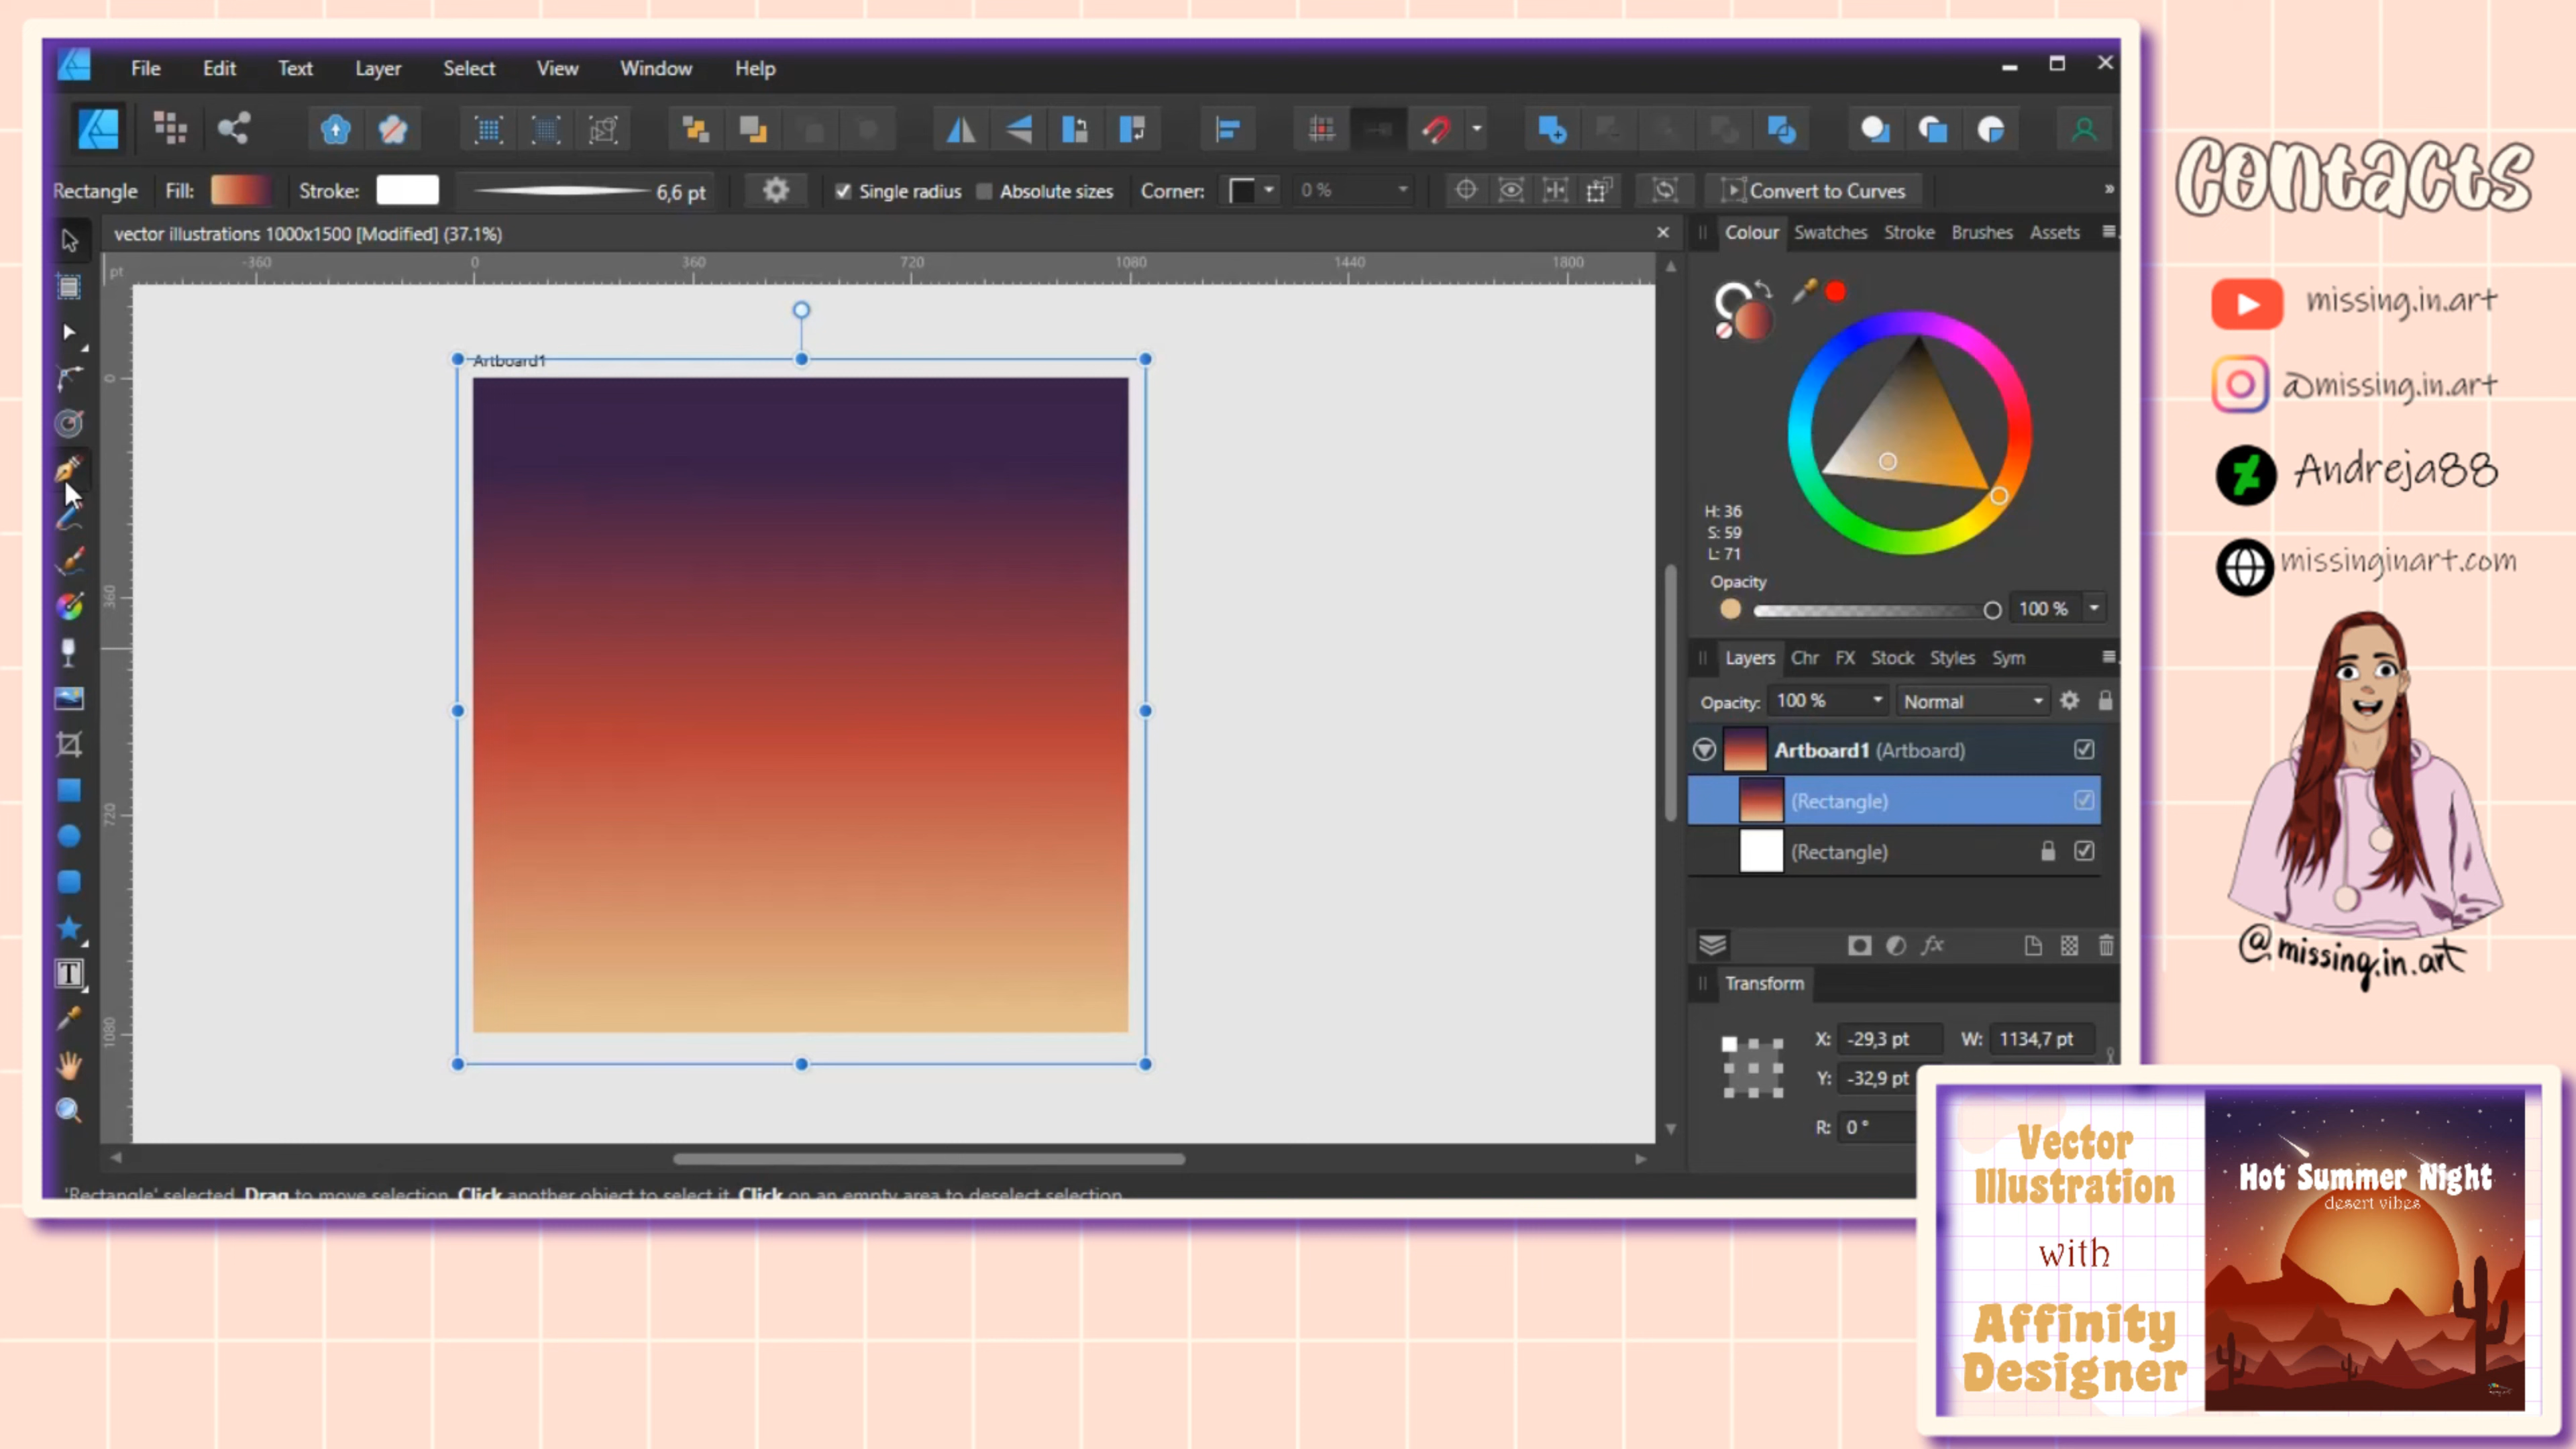 File Edit Text Layer Select View Window Help
Rectangle Fill: Stroke: 6,6 pt Single radius Absolute sizes Corner: 0 % Convert to Curves »
vector illustrations 1000x1500 [Modified] (37.1%)
Colour Swatches Stroke Brushes Assets
pt -360 0 360 720 1080 1440 1800
0
360
720
1080
Artboard1
H: 36
S: 59
L: 71
Opacity
100 %
Layers Chr FX Stock Styles Sym
Opacity: 100 % Normal
Artboard1 (Artboard)
(Rectangle)
(Rectangle)
fx
Transform
X: -29,3 pt W: 1134,7 pt
Y: -32,9 pt
R: 0 °
T
'Rectangle' selected. Drag to move selection. Click another object to select it. Click on an empty area to deselect selection.
Contacts
missing.in.art
@missing.in.art
Andreja88
missinginart.com
@missing.in.art
Vector
Illustration
with
Affinity
Designer
Hot Summer Night
desert vibes